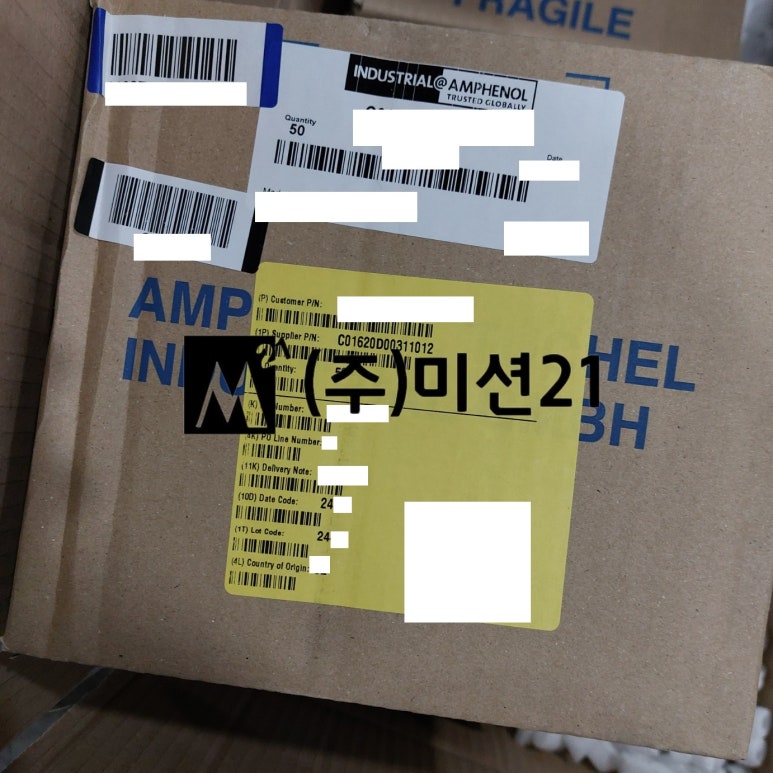 FRAGILE
INDUSTRIAL@AMPHENOL
TRUSTED GLOBALLY
Quantity
50
Date
AMP HEL
(P) Customer P/N:
(1P) Supplier P/N: C01620D00311012
BH
(주)미션21
(K) Number:
(4K) PO Line Number:
(11K) Delivery Note:
(10D) Date Code: 24
(1T) Lot Code: 24
(4L) Country of Origin: